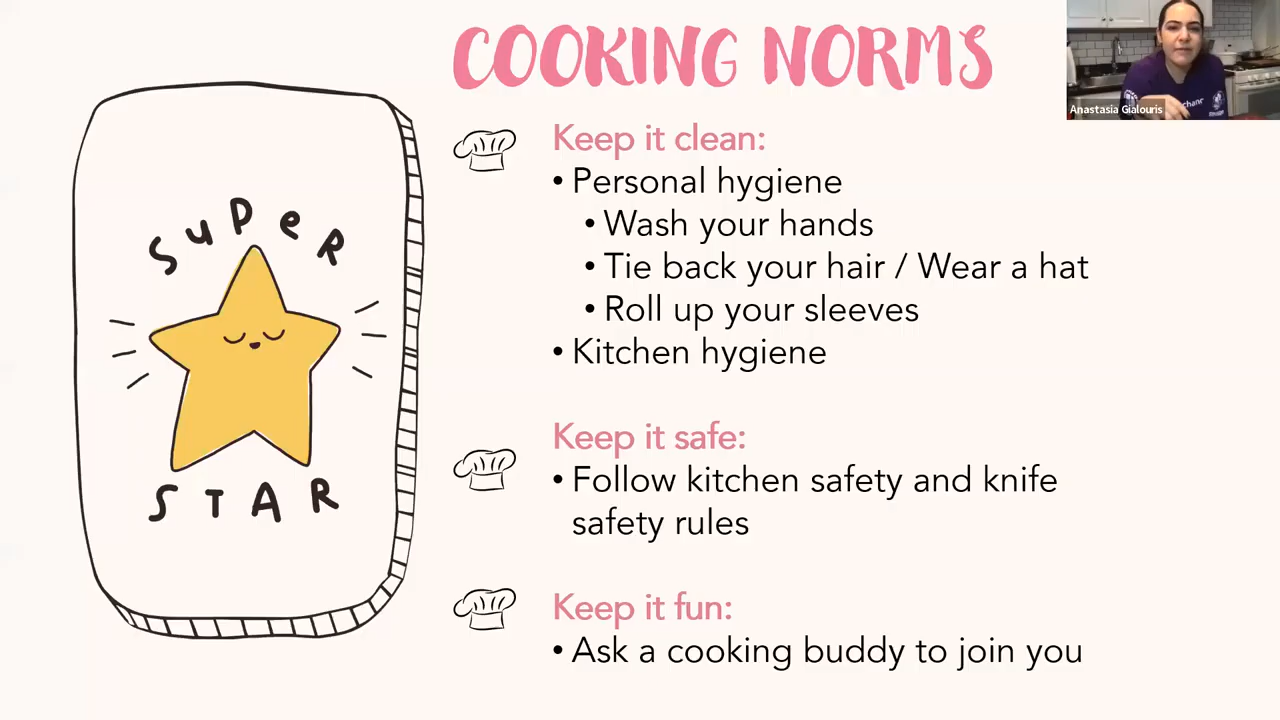 COOKING NORMS
Anastasia Gialouris
Keep it clean:
• Personal hygiene
• Wash your hands
• Tie back your hair / Wear a hat
• Roll up your sleeves
• Kitchen hygiene
Keep it safe:
• Follow kitchen safety and knife
safety rules
Keep it fun:
• Ask a cooking buddy to join you
SUPER
STAR